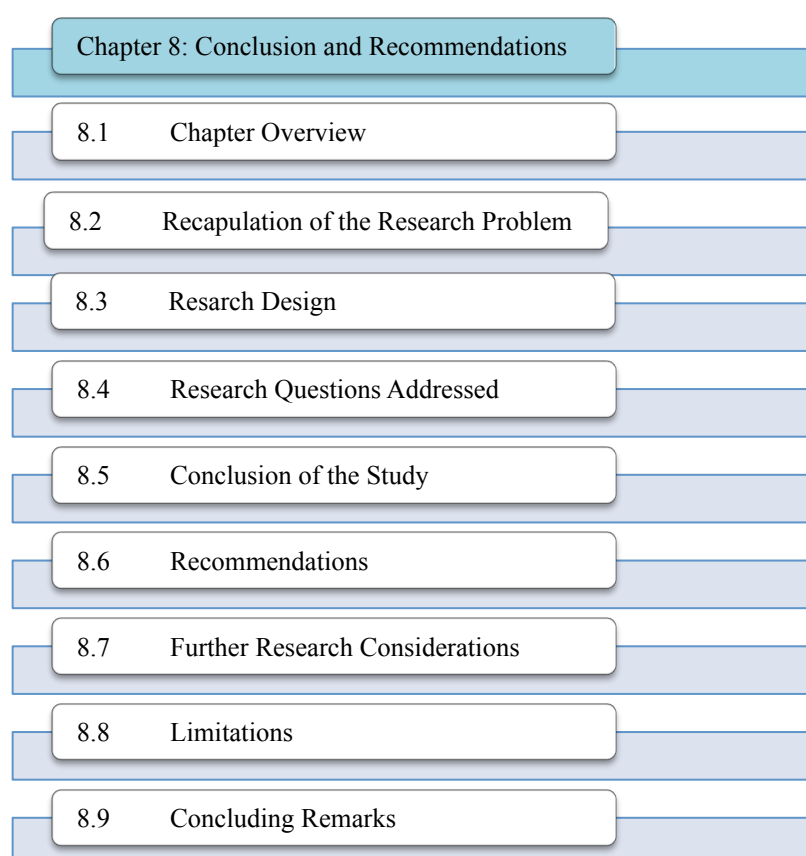 Chapter 8: Conclusion and Recommendations
8.1 Chapter Overview
8.2 Recapulation of the Research Problem
8.3 Resarch Design
8.4 Research Questions Addressed
8.5 Conclusion of the Study
8.6 Recommendations
8.7 Further Research Considerations
8.8 Limitations
8.9 Concluding Remarks